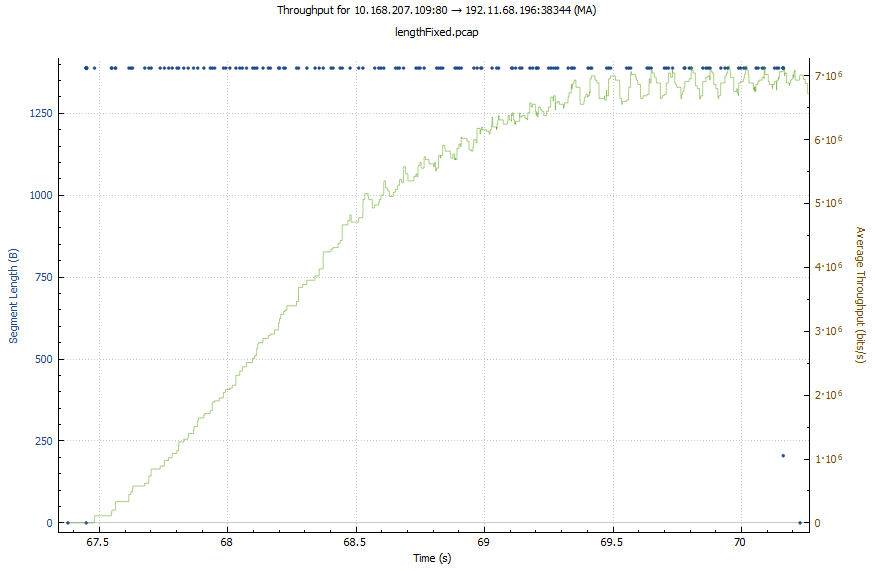 Throughput for 10.168.207.109:80 → 192.11.68.196:38344 (MA)
lengthFixed.pcap
Segment Length (B)
1250
1000
750
500
250
0
7·10⁶
6·10⁶
5·10⁶
4·10⁶
3·10⁶
2·10⁶
1·10⁶
0
Average Throughput (bits/s)
67.5 68 68.5 69 69.5 70
Time (s)